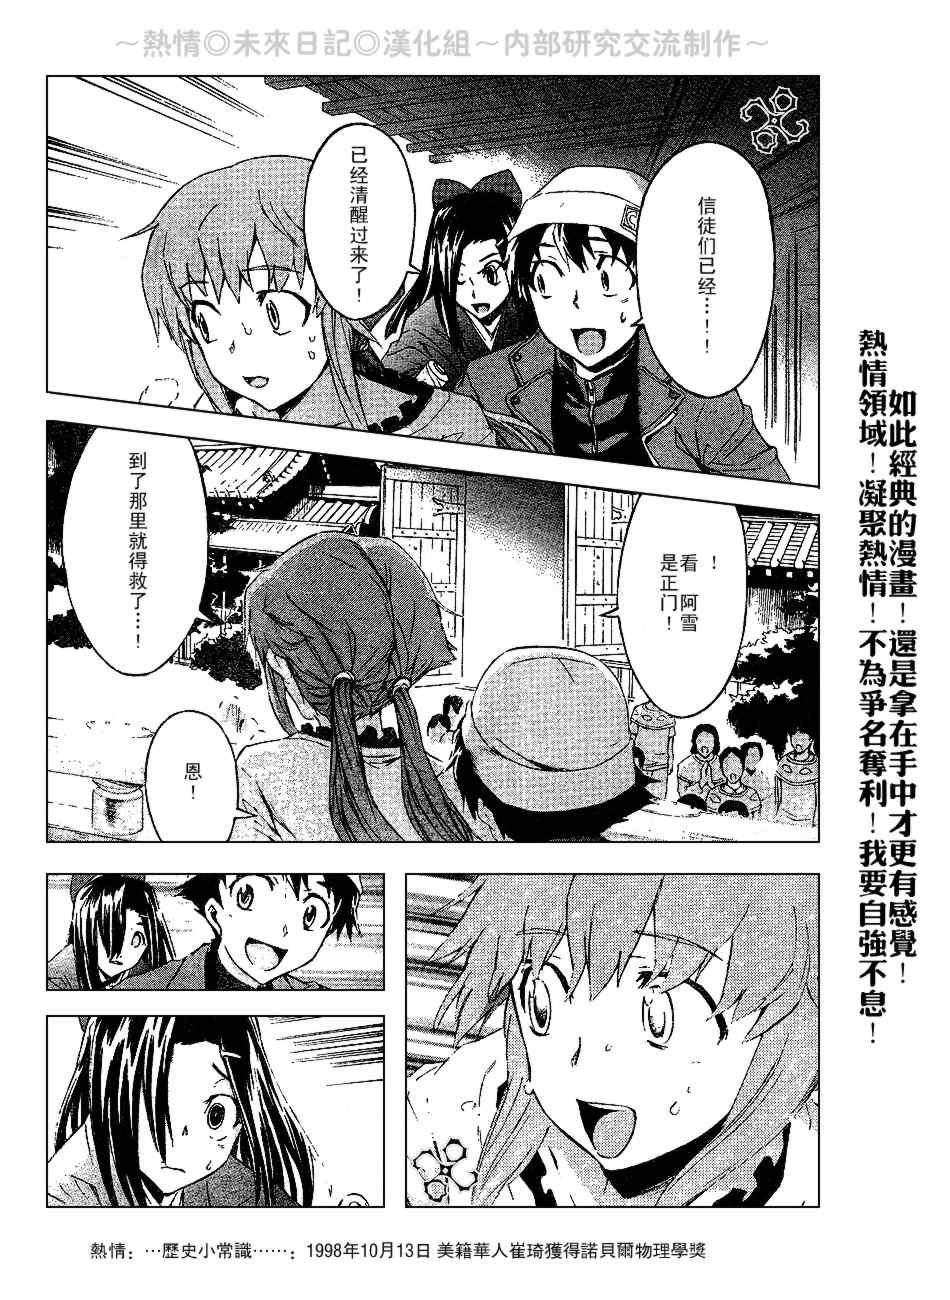 ～熱情◎未來日記◎漢化組～内部研究交流制作～
信徒们已经…！
已经清醒过来了！
看　阿雪！
是正门！
到了那里就得救了…！
恩！
如此經典的漫畫！還是拿在手中才更有感覺！
熱情領域！凝聚熱情！不為爭名奪利！我要自強不息！
熱情：…歷史小常識……：1998年10月13日 美籍華人崔琦獲得諾貝爾物理學獎